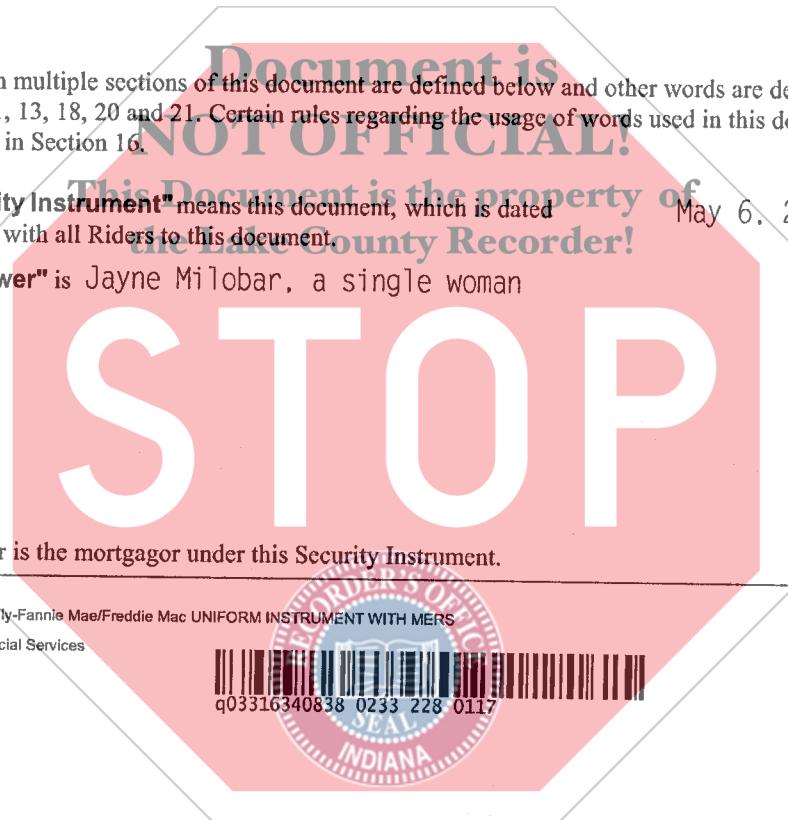 Document is
n multiple sections of this document are defined below and other words are de
, 13, 18, 20 and 21. Certain rules regarding the usage of words used in this do
NOT OFFICIAL!
in Section 16.
This Document is the property of
ity Instrument" means this document, which is dated May 6, 2
with all Riders to this document.
the Lake County Recorder!
wer" is Jayne Milobar, a single woman
STOP
r is the mortgagor under this Security Instrument.
ly-Fannie Mae/Freddie Mac UNIFORM INSTRUMENT WITH MERS
cial Services
q03316340838 0233 228 0117
RECORDER'S OFFICE
SEAL
INDIANA